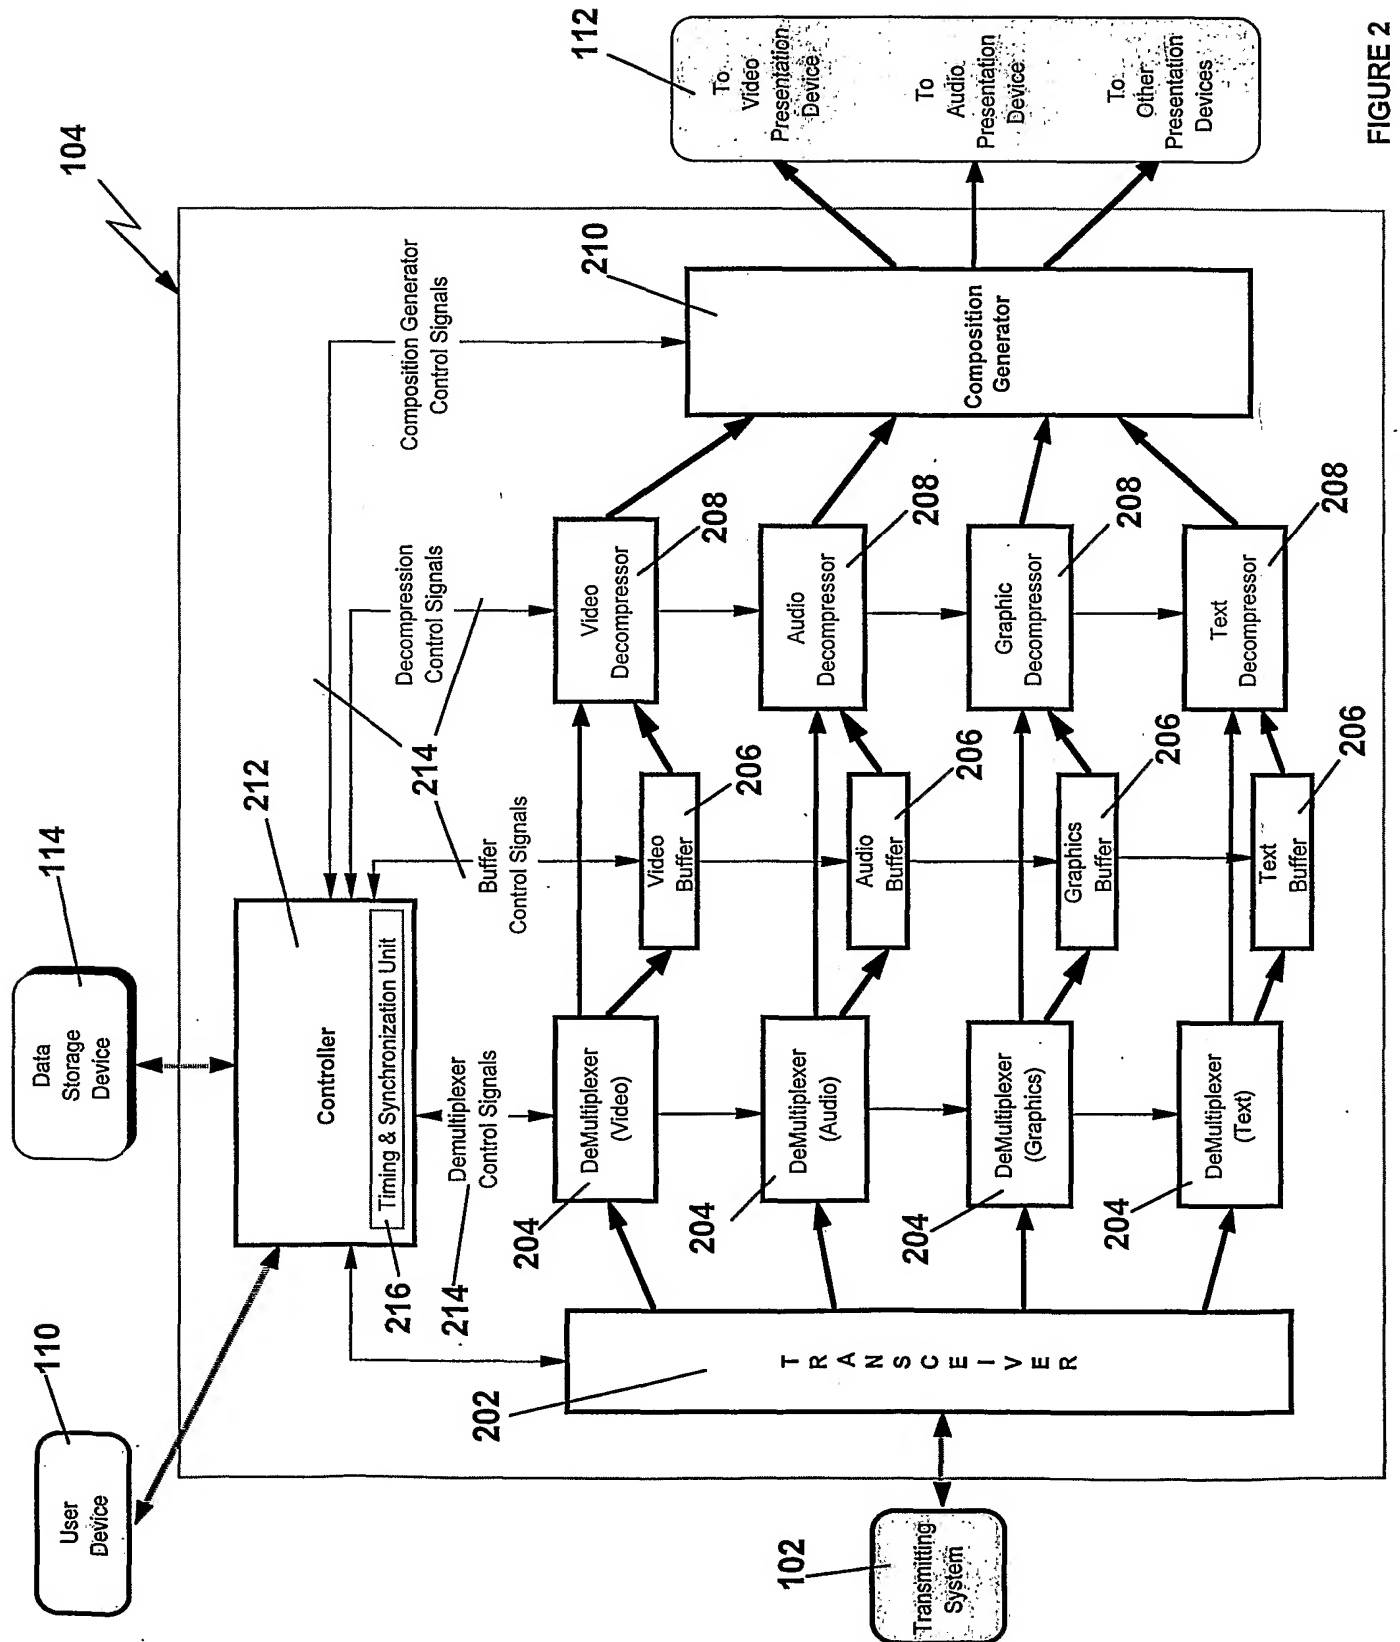 104
110
User
Device
114
Data
Storage
Device
212
Controller
216
Timing & Synchronization Unit
214
Demultiplexer
Control Signals
214
Buffer
Control Signals
Decompression
Control Signals
Composition Generator
Control Signals
102
Transmitting
System
202
TRANSCEIVER
204
DeMultiplexer
(Video)
Video
Buffer
206
Video
Decompressor
208
204
DeMultiplexer
(Audio)
Audio
Buffer
206
Audio
Decompressor
208
204
DeMultiplexer
(Graphics)
Graphics
Buffer
206
Graphic
Decompressor
208
204
DeMultiplexer
(Text)
Text
Buffer
206
Text
Decompressor
208
210
Composition
Generator
112
To
Video
Presentation
Device
To
Audio
Presentation
Device
To
Other
Presentation
Devices
FIGURE 2